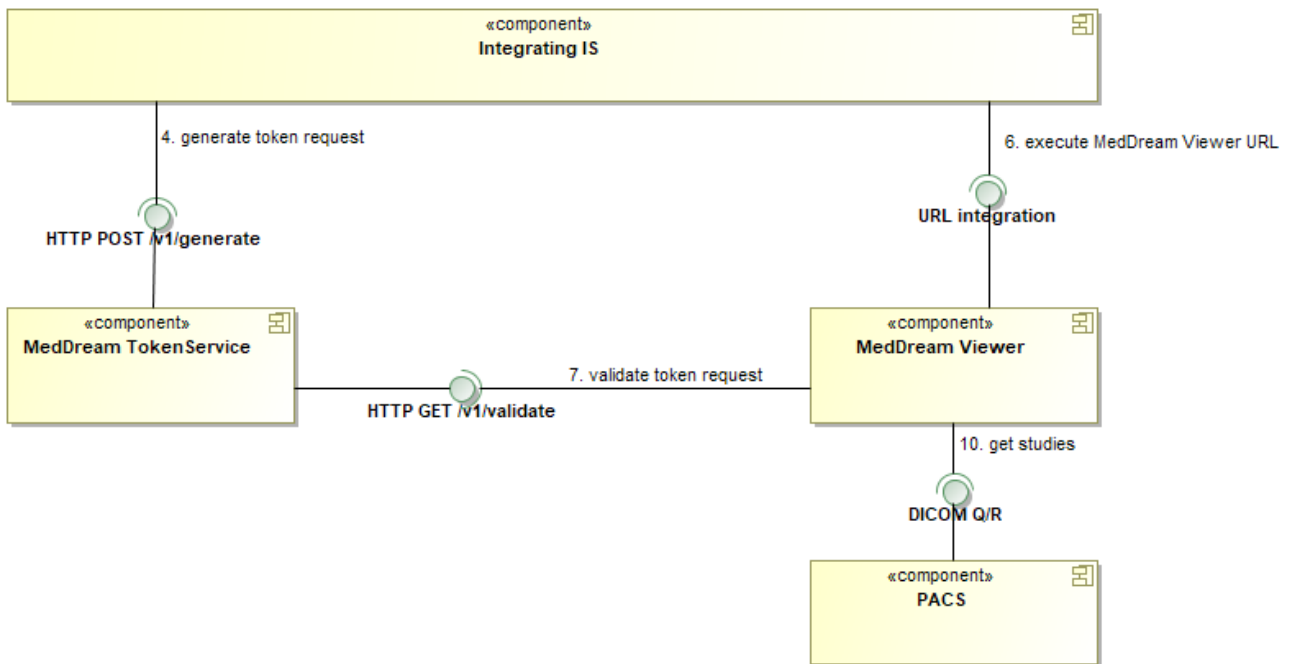 «component»
Integrating IS
4. generate token request
6. execute MedDream Viewer URL
HTTP POST /v1/generate
URL integration
«component»
MedDream TokenService
«component»
MedDream Viewer
7. validate token request
HTTP GET /v1/validate
10. get studies
DICOM Q/R
«component»
PACS